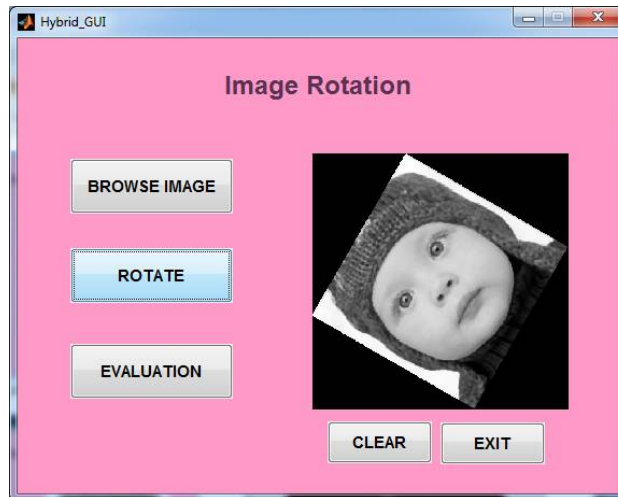 Hybrid_GUI
Image Rotation
BROWSE IMAGE
ROTATE
EVALUATION
CLEAR
EXIT